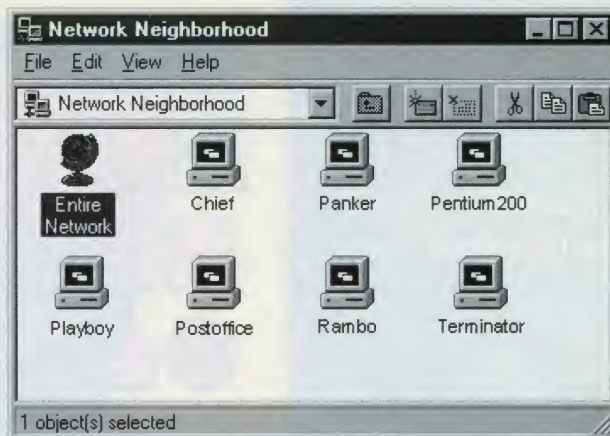 Network Neighborhood
File Edit View Help
Network Neighborhood
Entire Network
Chief
Panker
Pentium200
Playboy
Postoffice
Rambo
Terminator
1 object(s) selected